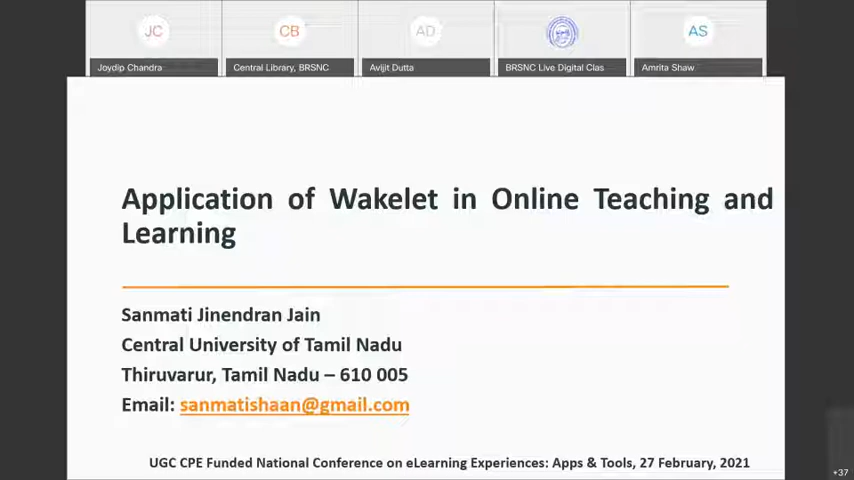 JC CB AD AS
Joydip Chandra Central Library, BRSNC Avijit Dutta BRSNC Live Digital Clas Amrita Shaw
Application of Wakelet in Online Teaching and
Learning
Sanmati Jinendran Jain
Central University of Tamil Nadu
Thiruvarur, Tamil Nadu – 610 005
Email: sanmatishaan@gmail.com
UGC CPE Funded National Conference on eLearning Experiences: Apps & Tools, 27 February, 2021
+37